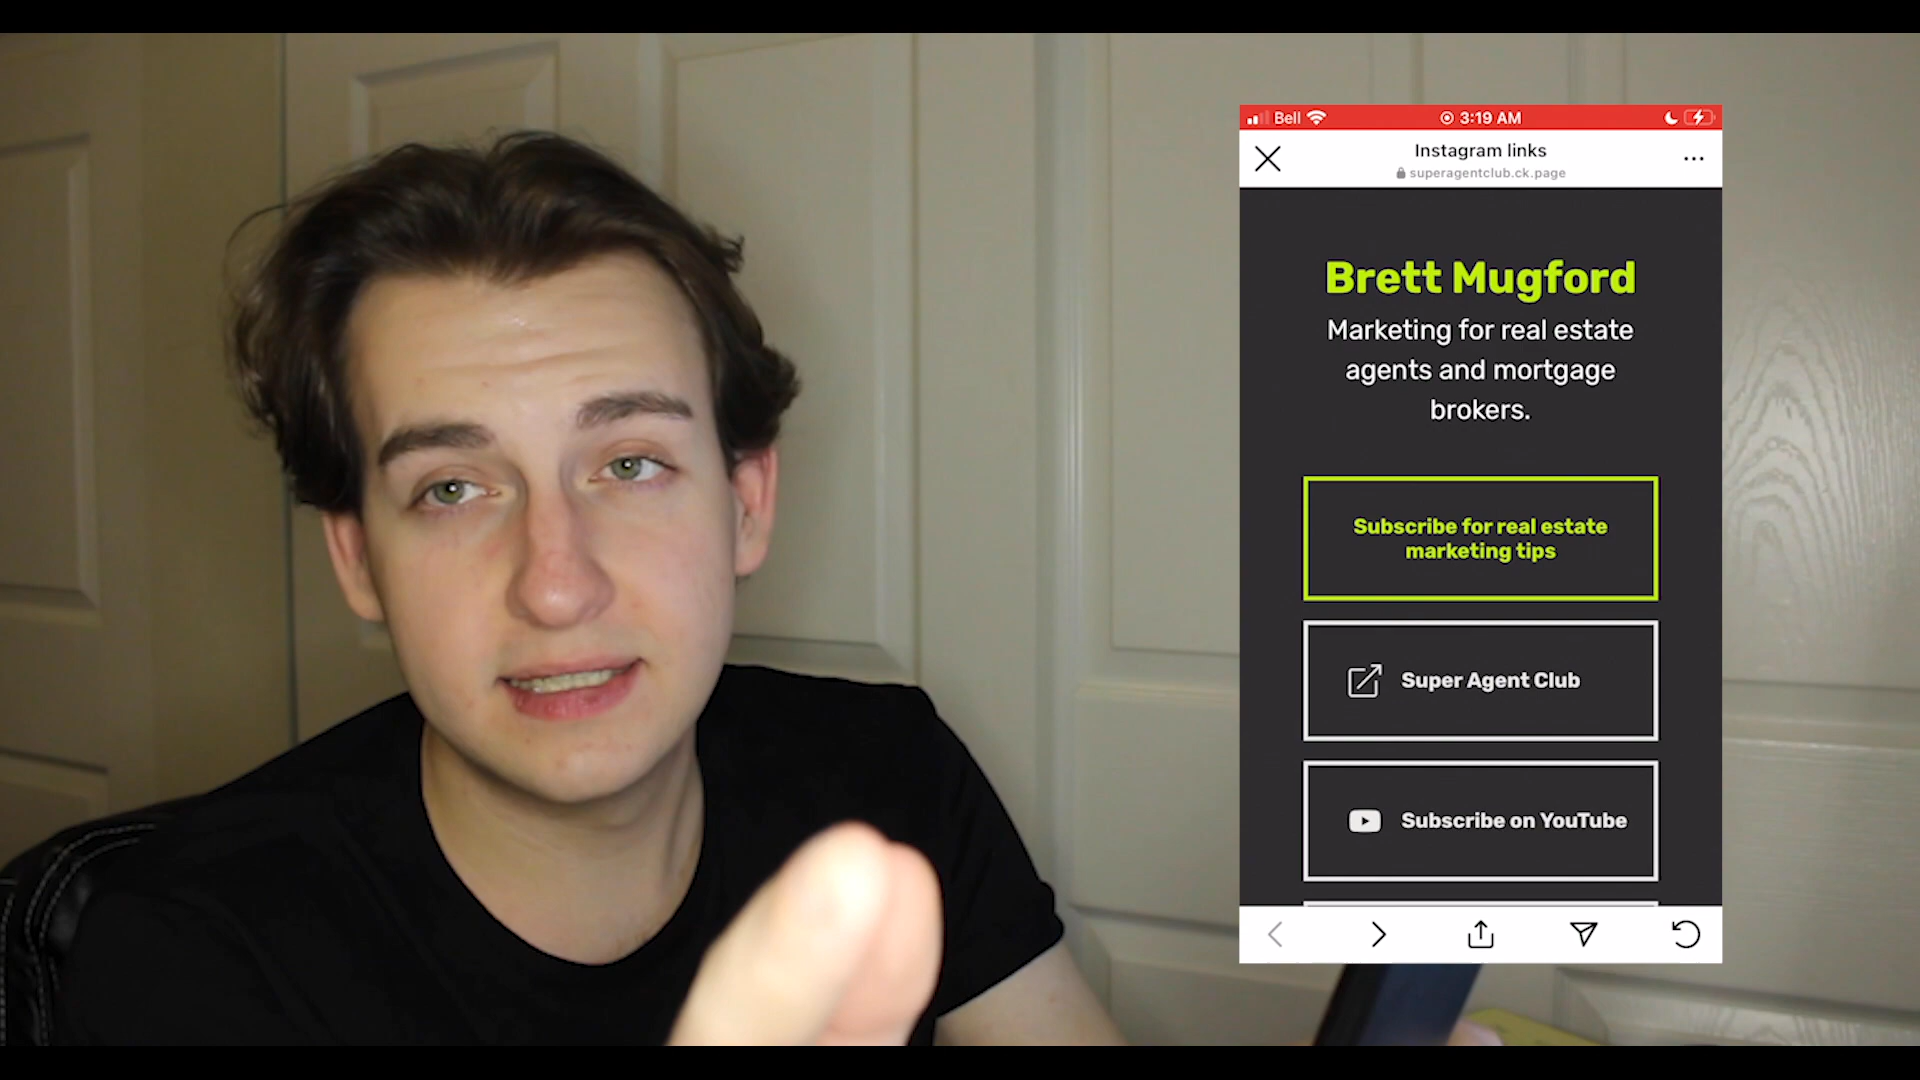 Bell
3:19 AM
Instagram links
superagentclub.ck.page
Brett Mugford
Marketing for real estate
agents and mortgage
brokers.
Subscribe for real estate
marketing tips
Super Agent Club
Subscribe on YouTube